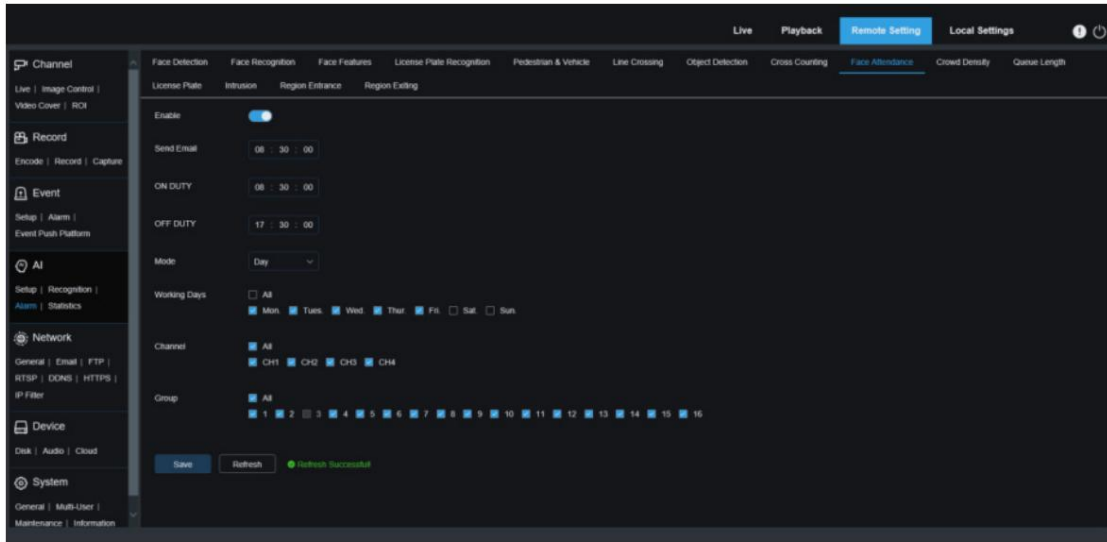 Live Playback Remote Setting Local Settings
Channel
Live | Image Control |
Video Cover | ROI
Record
Encode | Record | Capture
Event
Setup | Alarm |
Event Push Platform
AI
Setup | Recognition |
Alarm | Statistics
Network
General | Email | FTP |
RTSP | DDNS | HTTPS |
IP Filter
Device
Disk | Audio | Cloud
System
General | Multi-User |
Maintenance | Information
Face Detection Face Recognition Face Features License Plate Recognition Pedestrian & Vehicle Line Crossing Object Detection Cross Counting Face Attendance Crowd Density Queue Length
License Plate Intrusion Region Entrance Region Exiting
Enable
Send Email 08 : 30 : 00
ON DUTY 08 : 30 : 00
OFF DUTY 17 : 30 : 00
Mode Day
Working Days All
Mon. Tues. Wed. Thur. Fri. Sat. Sun.
Channel All
CH1 CH2 CH3 CH4
Group All
1 2 3 4 5 6 7 8 9 10 11 12 13 14 15 16
Save Refresh Refresh Successful!